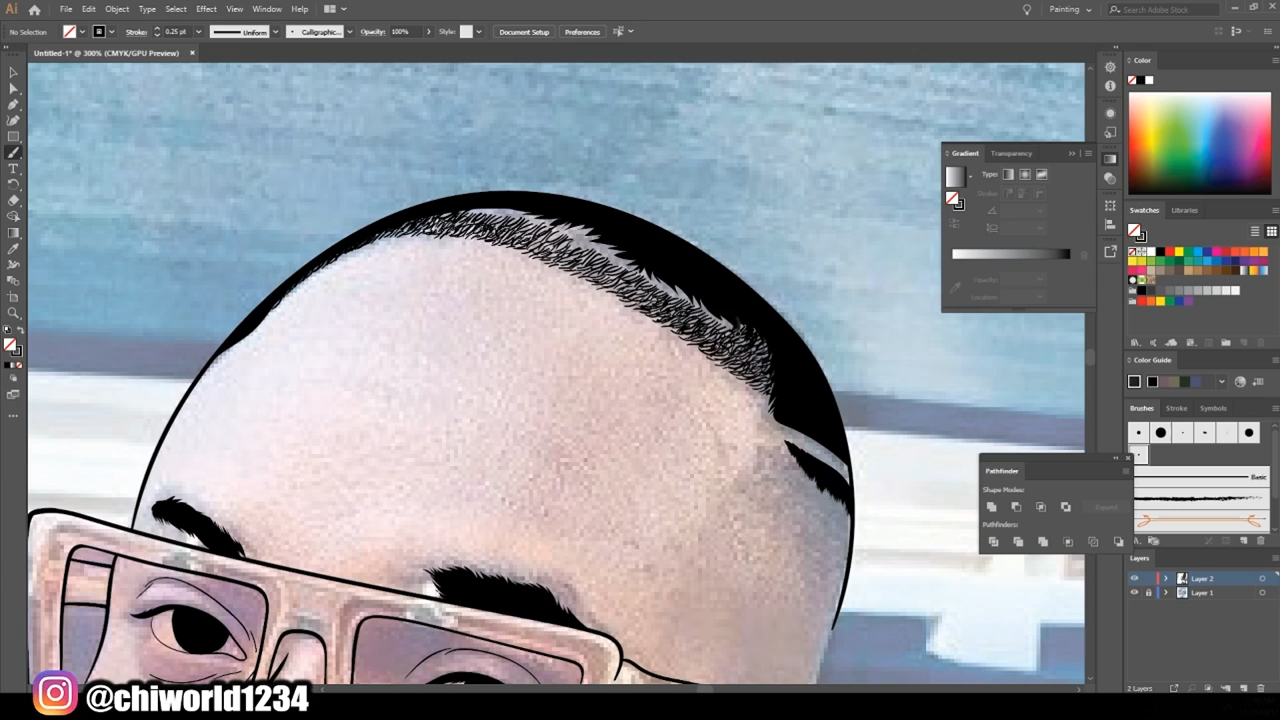 Ai File Edit Object Type Select Effect View Window Help Painting Search Adobe Stock
No Selection Stroke: 0.25 pt Uniform Calligraphic... Opacity: 100% Style: Document Setup Preferences
Untitled-1* @ 300% (CMYK/GPU Preview)
Color
Gradient Transparency
Type:
Stroke:
Opacity:
Location:
Swatches Libraries
Color Guide
Brushes Stroke Symbols
Basic
Pathfinder
Shape Modes:
Expand
Pathfinders:
Layers
Layer 2
Layer 1
2 Layers
@chiworld1234